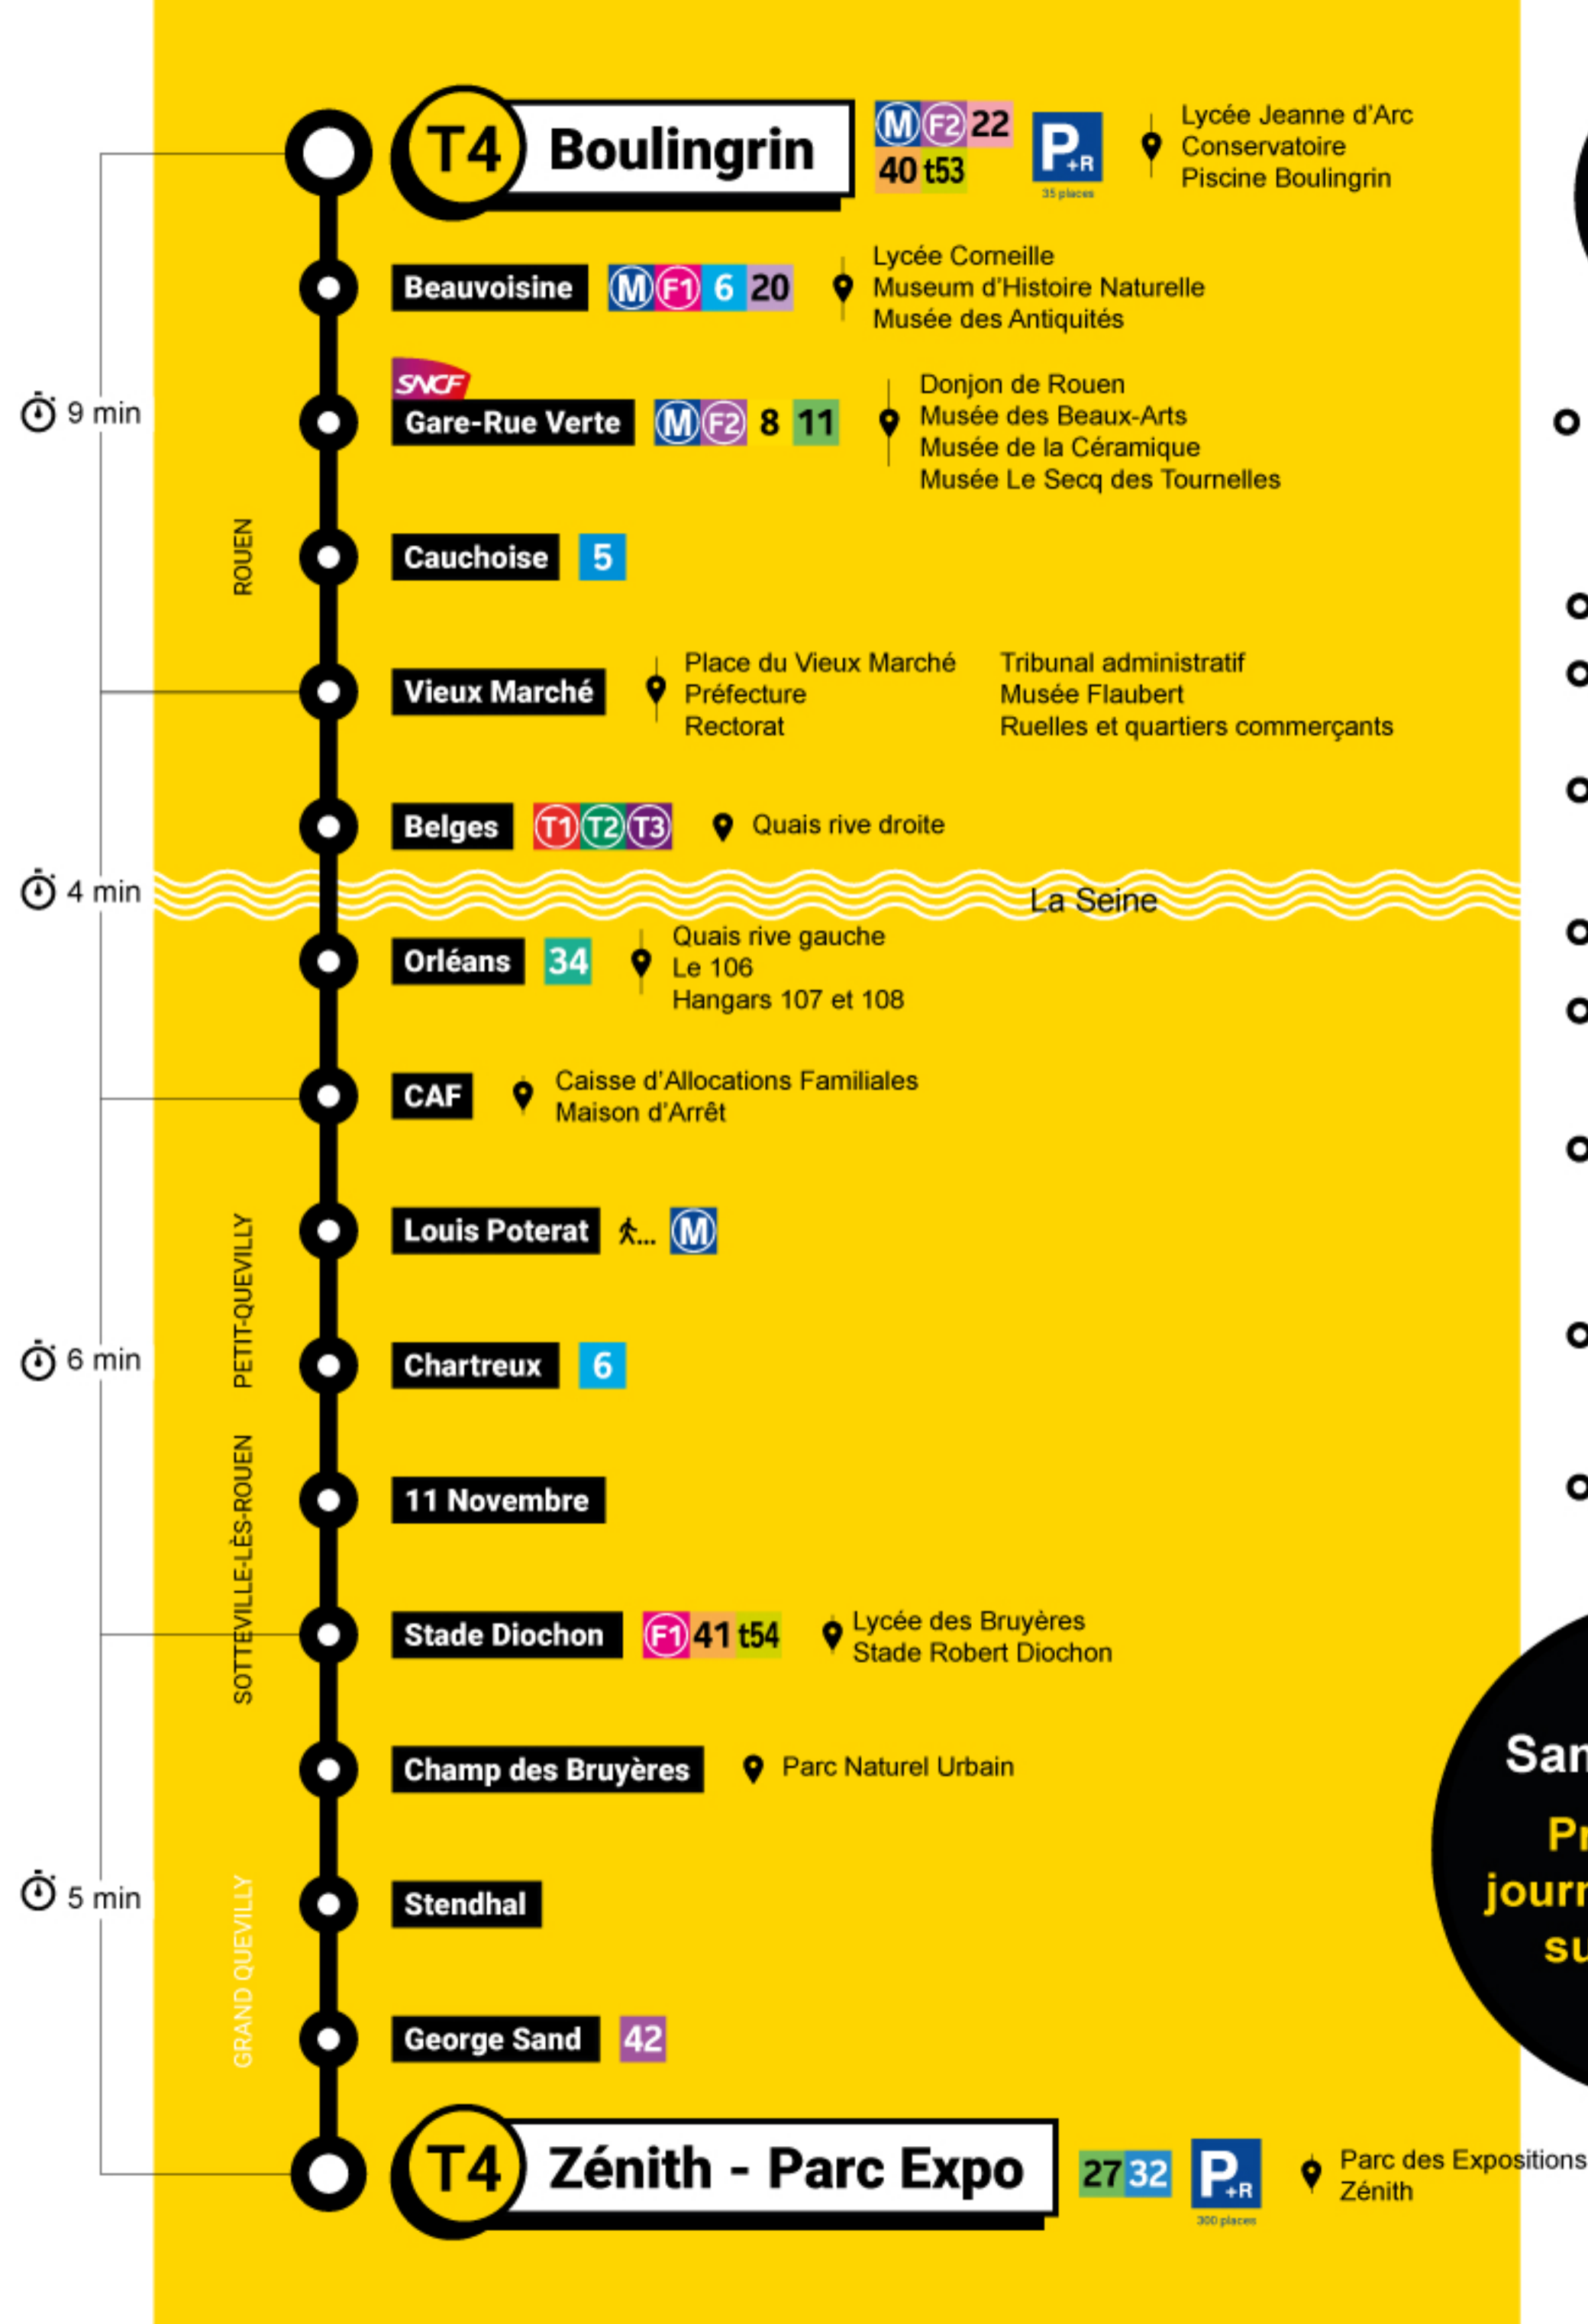 T4 Boulingrin M F2 22
40 t53
P+R
35 places
Lycée Jeanne d'Arc
Conservatoire
Piscine Boulingrin
Beauvoisine M F1 6 20
Lycée Corneille
Museum d'Histoire Naturelle
Musée des Antiquités
SNCF
9 min
Gare-Rue Verte M F2 8 11
Donjon de Rouen
Musée des Beaux-Arts
Musée de la Céramique
Musée Le Secq des Tournelles
ROUEN
Cauchoise 5
Vieux Marché
Place du Vieux Marché
Préfecture
Rectorat
Tribunal administratif
Musée Flaubert
Ruelles et quartiers commerçants
Belges T1 T2 T3
Quais rive droite
4 min
La Seine
Orléans 34
Quais rive gauche
Le 106
Hangars 107 et 108
CAF
Caisse d'Allocations Familiales
Maison d'Arrêt
PETIT-QUEVILLY
Louis Poterat ... M
6 min
Chartreux 6
SOTTEVILLE-LÈS-ROUEN
11 Novembre
Stade Diochon F1 41 t54
Lycée des Bruyères
Stade Robert Diochon
Champ des Bruyères
Parc Naturel Urbain
GRAND QUEVILLY
5 min
Stendhal
George Sand 42
T4 Zénith - Parc Expo 27 32
P+R
300 places
Parc des Expositions
Zénith